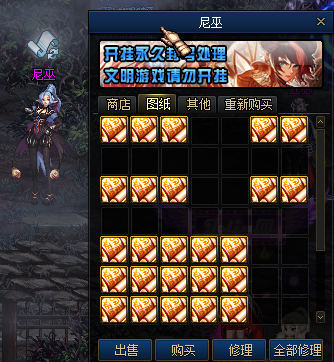 尼巫
尼巫
开挂永久封号处理
文明游戏请勿开挂
商店 图纸 其他 重新购买
出售 购买 修理 全部修理